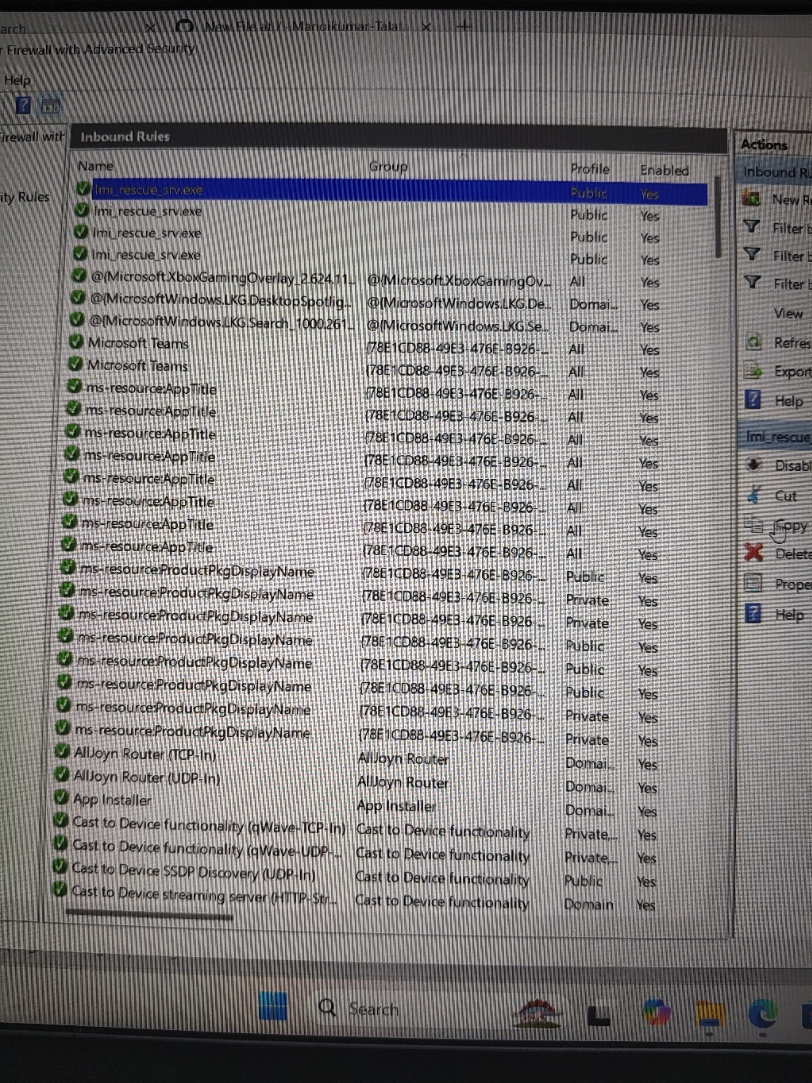 arch
New File at / · Manojkumar-Talat
Firewall with Advanced Security
Help
Firewall with
ity Rules
Inbound Rules
Name Group Profile Enabled
lmi_rescue_srv.exe Public Yes
lmi_rescue_srv.exe Public Yes
lmi_rescue_srv.exe Public Yes
lmi_rescue_srv.exe Public Yes
@{Microsoft.XboxGamingOverlay_2.624.11... @{Microsoft.XboxGamingOv... All Yes
@{MicrosoftWindows.LKG.DesktopSpotlig... @{MicrosoftWindows.LKG.De... Domai... Yes
@{MicrosoftWindows.LKG.Search_1000.261... @{MicrosoftWindows.LKG.Se... Domai... Yes
Microsoft Teams {78E1CD88-49E3-476E-B926-... All Yes
Microsoft Teams {78E1CD88-49E3-476E-B926-... All Yes
ms-resource:AppTitle {78E1CD88-49E3-476E-B926-... All Yes
ms-resource:AppTitle {78E1CD88-49E3-476E-B926-... All Yes
ms-resource:AppTitle {78E1CD88-49E3-476E-B926-... All Yes
ms-resource:AppTitle {78E1CD88-49E3-476E-B926-... All Yes
ms-resource:AppTitle {78E1CD88-49E3-476E-B926-... All Yes
ms-resource:AppTitle {78E1CD88-49E3-476E-B926-... All Yes
ms-resource:AppTitle {78E1CD88-49E3-476E-B926-... All Yes
ms-resource:AppTitle {78E1CD88-49E3-476E-B926-... All Yes
ms-resource:ProductPkgDisplayName {78E1CD88-49E3-476E-B926-... Public Yes
ms-resource:ProductPkgDisplayName {78E1CD88-49E3-476E-B926-... Private Yes
ms-resource:ProductPkgDisplayName {78E1CD88-49E3-476E-B926-... Private Yes
ms-resource:ProductPkgDisplayName {78E1CD88-49E3-476E-B926-... Public Yes
ms-resource:ProductPkgDisplayName {78E1CD88-49E3-476E-B926-... Public Yes
ms-resource:ProductPkgDisplayName {78E1CD88-49E3-476E-B926-... Public Yes
ms-resource:ProductPkgDisplayName {78E1CD88-49E3-476E-B926-... Private Yes
ms-resource:ProductPkgDisplayName {78E1CD88-49E3-476E-B926-... Private Yes
AllJoyn Router (TCP-In) AllJoyn Router Domai... Yes
AllJoyn Router (UDP-In) AllJoyn Router Domai... Yes
App Installer App Installer Domai... Yes
Cast to Device functionality (qWave-TCP-In) Cast to Device functionality Private,... Yes
Cast to Device functionality (qWave-UDP-... Cast to Device functionality Private,... Yes
Cast to Device SSDP Discovery (UDP-In) Cast to Device functionality Public Yes
Cast to Device streaming server (HTTP-Str... Cast to Device functionality Domain Yes
Actions
Inbound Ru
New R
Filter b
Filter b
Filter b
View
Refres
Export
Help
lmi_rescue_
Disabl
Cut
Copy
Delete
Proper
Help
Search